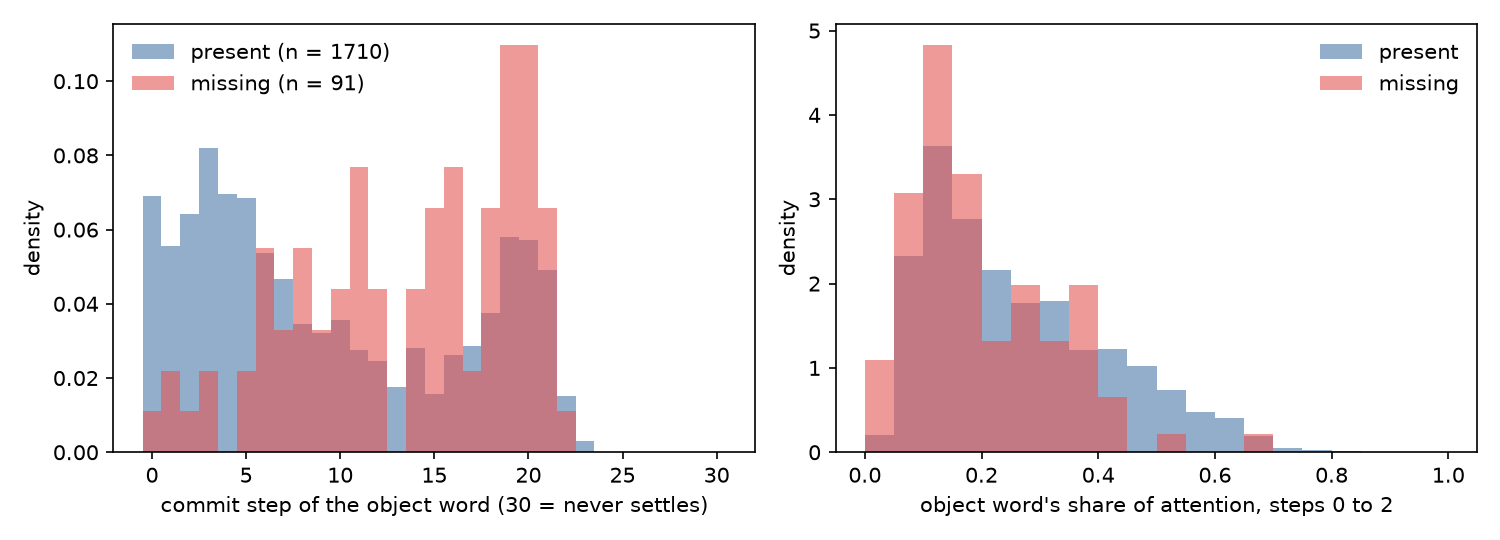 present (n = 1710)
missing (n = 91)
0.10
0.08
0.06
0.04
0.02
0.00
density
0 5 10 15 20 25 30
commit step of the object word (30 = never settles)
present
missing
5
4
3
2
1
0
density
0.0 0.2 0.4 0.6 0.8 1.0
object word's share of attention, steps 0 to 2